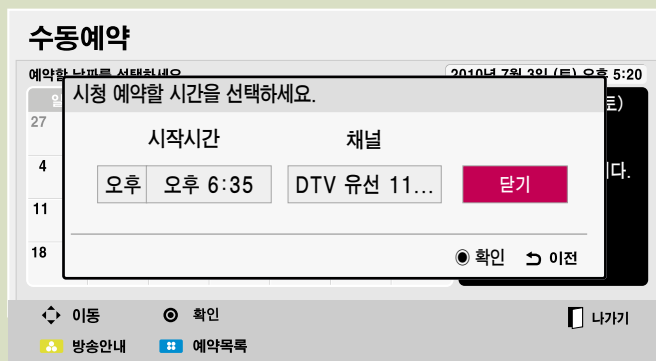 수동예약
예약할 날짜를 선택하세요
2010년 7월 3일 (토) 오후 5:20
시청 예약할 시간을 선택하세요.
일
토)
27
시작시간 채널
4
다.
오후 오후 6:35 DTV 유선 11... 닫기
11
18
확인 이전
이동 확인 나가기
방송안내 예약목록